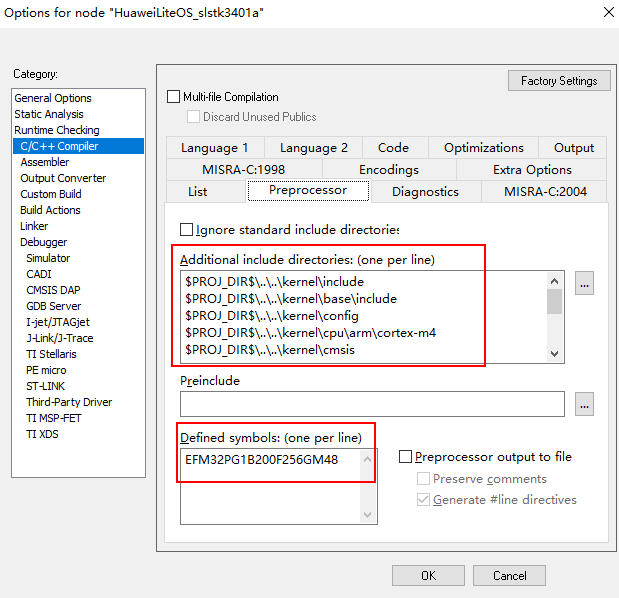 Options for node "HuaweiLiteOS_slstk3401a"
Category:
General Options
Static Analysis
Runtime Checking
C/C++ Compiler
Assembler
Output Converter
Custom Build
Build Actions
Linker
Debugger
Simulator
CADI
CMSIS DAP
GDB Server
I-jet/JTAGjet
J-Link/J-Trace
TI Stellaris
PE micro
ST-LINK
Third-Party Driver
TI MSP-FET
TI XDS
Factory Settings
Multi-file Compilation
Discard Unused Publics
Language 1 Language 2 Code Optimizations Output
MISRA-C:1998 Encodings Extra Options
List Preprocessor Diagnostics MISRA-C:2004
Ignore standard include directories
Additional include directories: (one per line)
$PROJ_DIR$\..\..\kernel\include
$PROJ_DIR$\..\..\kernel\base\include
$PROJ_DIR$\..\..\kernel\config
$PROJ_DIR$\..\..\kernel\cpu\arm\cortex-m4
$PROJ_DIR$\..\..\kernel\cmsis
...
Preinclude
...
Defined symbols: (one per line)
EFM32PG1B200F256GM48
Preprocessor output to file
Preserve comments
Generate #line directives
OK Cancel